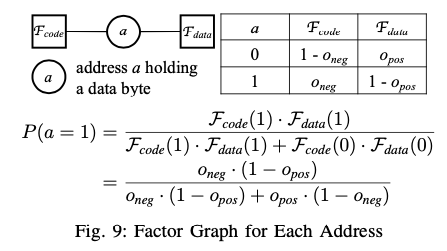 F_code a F_data
a address a holding
a data byte
a F_code F_data
0 1 - o_neg o_pos
1 o_neg 1 - o_pos
P(a = 1) = F_code(1) · F_data(1) / F_code(1) · F_data(1) + F_code(0) · F_data(0)
= o_neg · (1 − o_pos) / o_neg · (1 − o_pos) + o_pos · (1 − o_neg)
Fig. 9: Factor Graph for Each Address